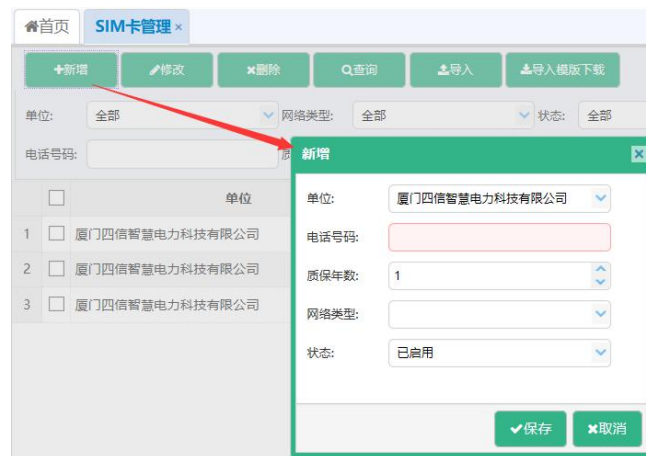 首页 SIM卡管理 ×
新增 修改 删除 查询 导入 导入模版下载
单位: 全部 网络类型: 全部 状态: 全部
电话号码: 质
新增
单位
单位: 厦门四信智慧电力科技有限公司
1 厦门四信智慧电力科技有限公司
电话号码:
2 厦门四信智慧电力科技有限公司
质保年数: 1
3 厦门四信智慧电力科技有限公司
网络类型:
状态: 已启用
保存 取消